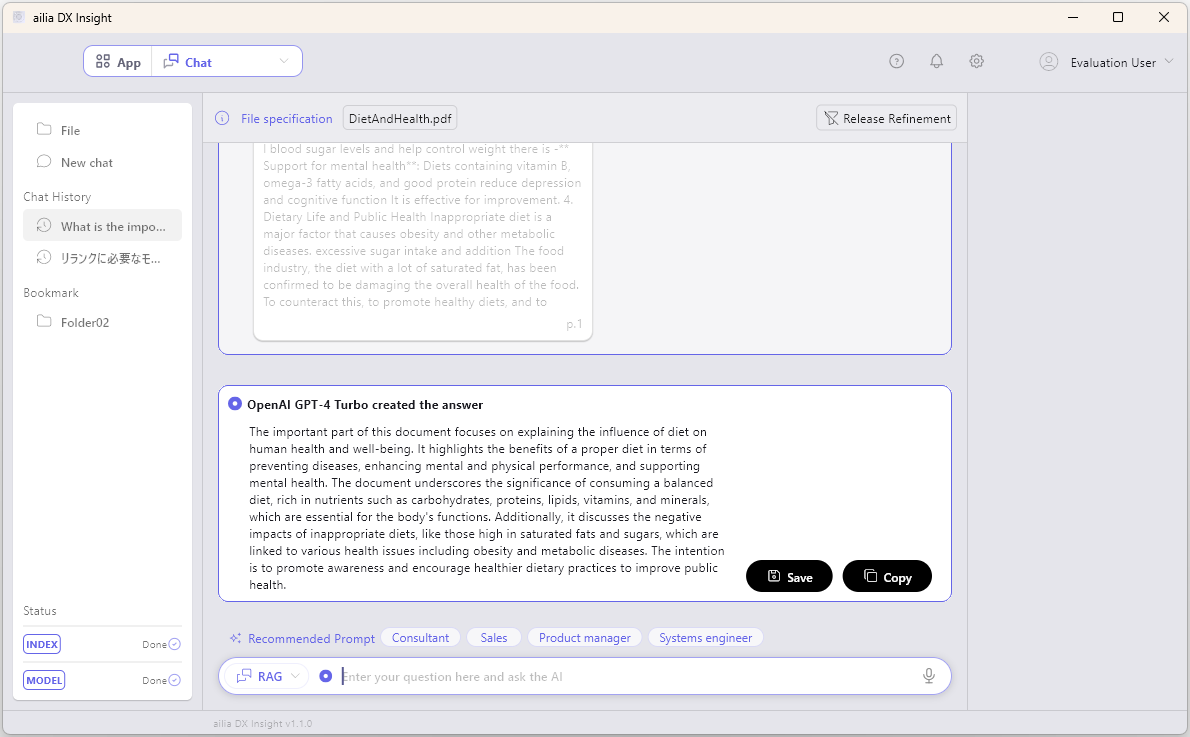 ailia DX Insight
App
Chat
Evaluation User
File
New chat
Chat History
What is the impo...
リランクに必要なモ...
Bookmark
Folder02
Status
INDEX
Done
MODEL
Done
File specification
DietAndHealth.pdf
Release Refinement
l blood sugar levels and help control weight there is -**
Support for mental health**: Diets containing vitamin B,
omega-3 fatty acids, and good protein reduce depression
and cognitive function It is effective for improvement. 4.
Dietary Life and Public Health Inappropriate diet is a
major factor that causes obesity and other metabolic
diseases. excessive sugar intake and addition The food
industry, the diet with a lot of saturated fat, has been
confirmed to be damaging the overall health of the food.
To counteract this, to promote healthy diets, and to
p.1
OpenAI GPT-4 Turbo created the answer
The important part of this document focuses on explaining the influence of diet on
human health and well-being. It highlights the benefits of a proper diet in terms of
preventing diseases, enhancing mental and physical performance, and supporting
mental health. The document underscores the significance of consuming a balanced
diet, rich in nutrients such as carbohydrates, proteins, lipids, vitamins, and minerals,
which are essential for the body's functions. Additionally, it discusses the negative
impacts of inappropriate diets, like those high in saturated fats and sugars, which are
linked to various health issues including obesity and metabolic diseases. The intention
is to promote awareness and encourage healthier dietary practices to improve public
health.
Save
Copy
Recommended Prompt
Consultant
Sales
Product manager
Systems engineer
RAG
Enter your question here and ask the AI
ailia DX Insight v1.1.0